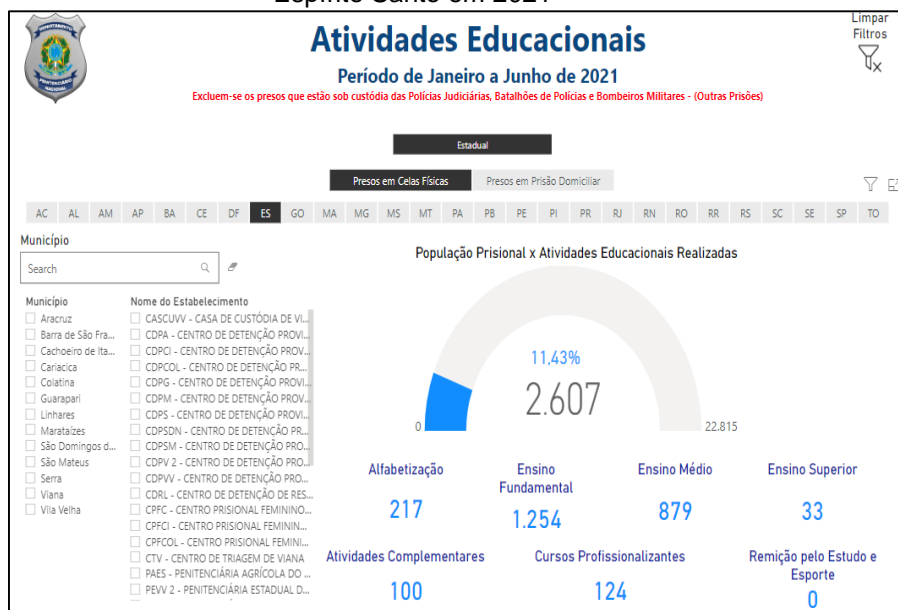 Espírito Santo em 2021
Limpar
Filtros
Atividades Educacionais
Período de Janeiro a Junho de 2021
Excluem-se os presos que estão sob custódia das Polícias Judiciárias, Batalhões de Polícias e Bombeiros Militares - (Outras Prisões)
Estadual
Presos em Celas Físicas Presos em Prisão Domiciliar
AC AL AM AP BA CE DF ES GO MA MG MS MT PA PB PE PI PR RJ RN RO RR RS SC SE SP TO
Município
Search
Município
Aracruz
Barra de São Fra...
Cachoeiro de Ita...
Cariacica
Colatina
Guarapari
Linhares
Marataízes
São Domingos d...
São Mateus
Serra
Viana
Vila Velha
Nome do Estabelecimento
CASCUVV - CASA DE CUSTÓDIA DE VI...
CDPA - CENTRO DE DETENÇÃO PROVI...
CDPCI - CENTRO DE DETENÇÃO PROV...
CDPCOL - CENTRO DE DETENÇÃO PR...
CDPG - CENTRO DE DETENÇÃO PROVI...
CDPM - CENTRO DE DETENÇÃO PROV...
CDPS - CENTRO DE DETENÇÃO PROVI...
CDPSDN - CENTRO DE DETENÇÃO PR...
CDPSM - CENTRO DE DETENÇÃO PRO...
CDPV 2 - CENTRO DE DETENÇÃO PRO...
CDPVV - CENTRO DE DETENÇÃO PRO...
CDRL - CENTRO DE DETENÇÃO DE RES...
CPFC - CENTRO PRISIONAL FEMININO...
CPFCI - CENTRO PRISIONAL FEMININ...
CPFCOL - CENTRO PRISIONAL FEMINI...
CTV - CENTRO DE TRIAGEM DE VIANA
PAES - PENITENCIÁRIA AGRÍCOLA DO ...
PEVV 2 - PENITENCIÁRIA ESTADUAL D...
População Prisional x Atividades Educacionais Realizadas
11,43%
2.607
0
22.815
Alfabetização
217
Ensino
Fundamental
1.254
Ensino Médio
879
Ensino Superior
33
Atividades Complementares
100
Cursos Profissionalizantes
124
Remição pelo Estudo e
Esporte
0